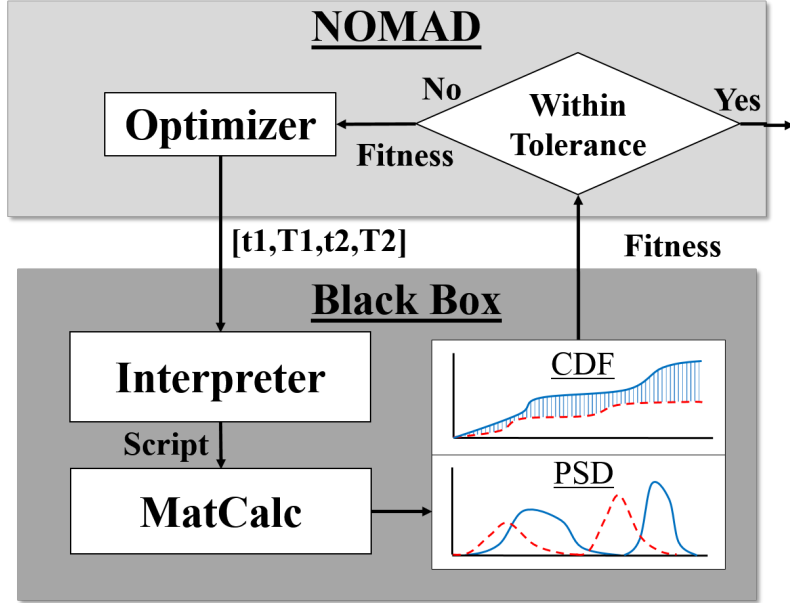 NOMAD
No
Yes
Within
Tolerance
Optimizer
Fitness
[t1,T1,t2,T2]
Fitness
Black Box
Interpreter
CDF
Script
MatCalc
PSD